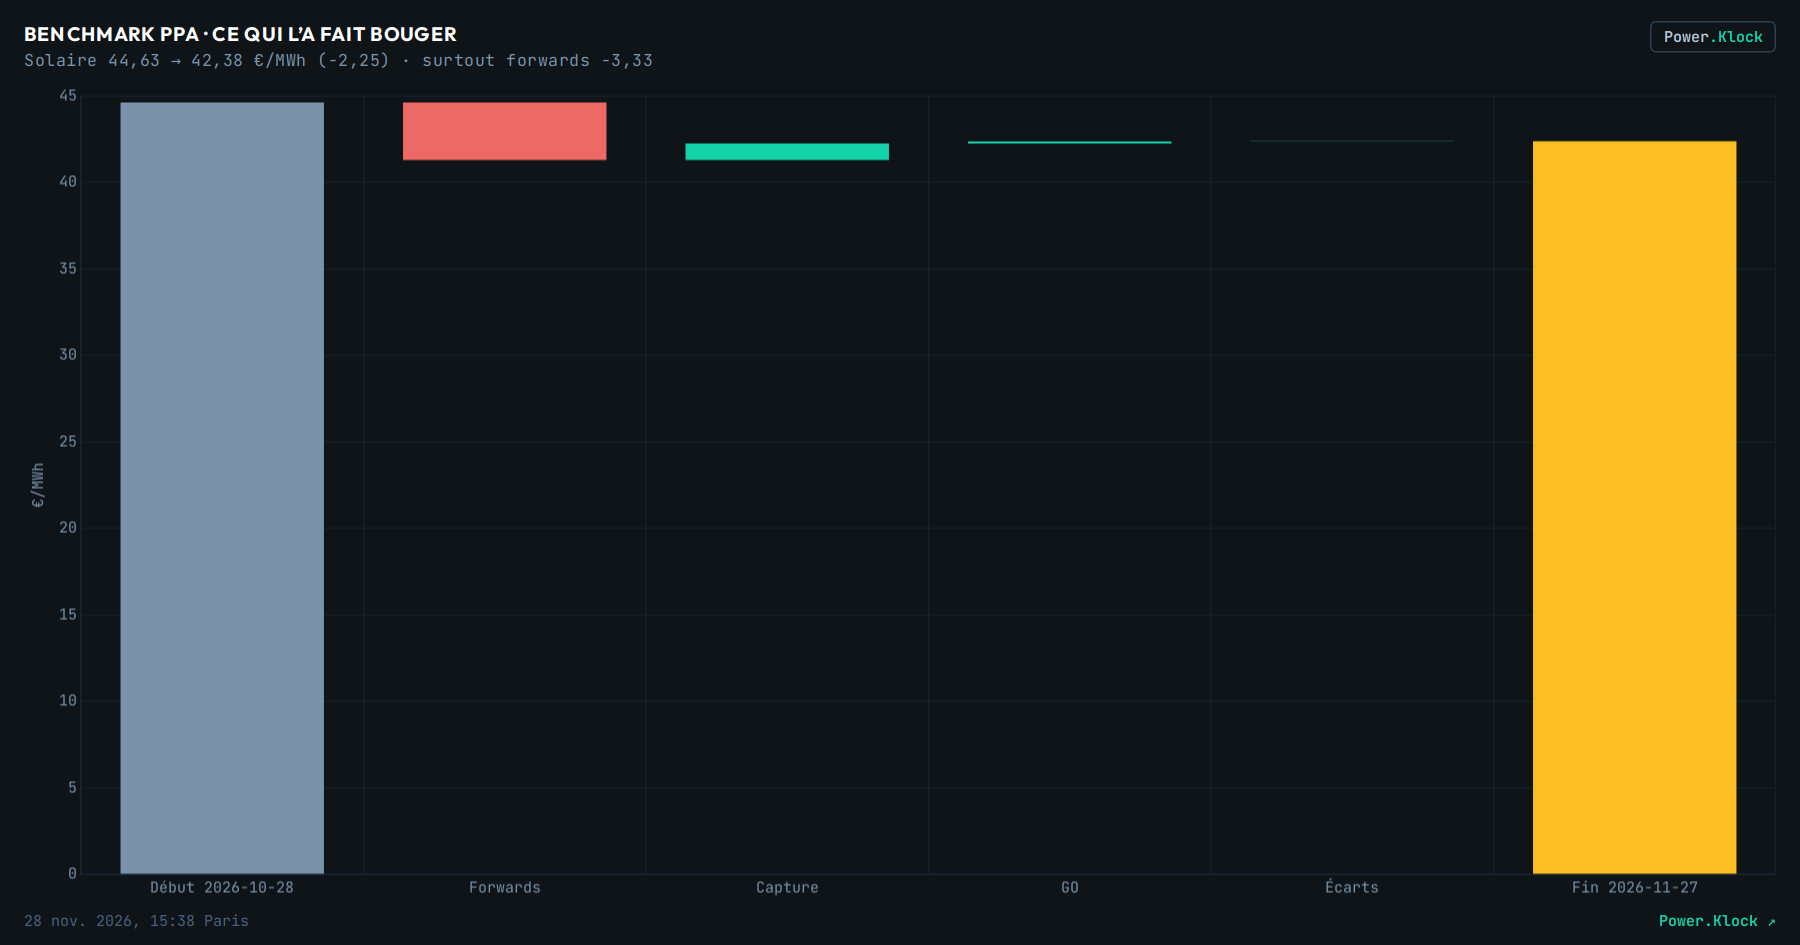 BENCHMARK PPA · CE QUI L’A FAIT BOUGER
Solaire 44,63 → 42,38 €/MWh (-2,25) · surtout forwards -3,33
Power.Klock
45
40
35
30
25
20
15
10
5
0
€/MWh
Début 2026-10-28
Forwards
Capture
GO
Écarts
Fin 2026-11-27
28 nov. 2026, 15:38 Paris
Power.Klock ↗